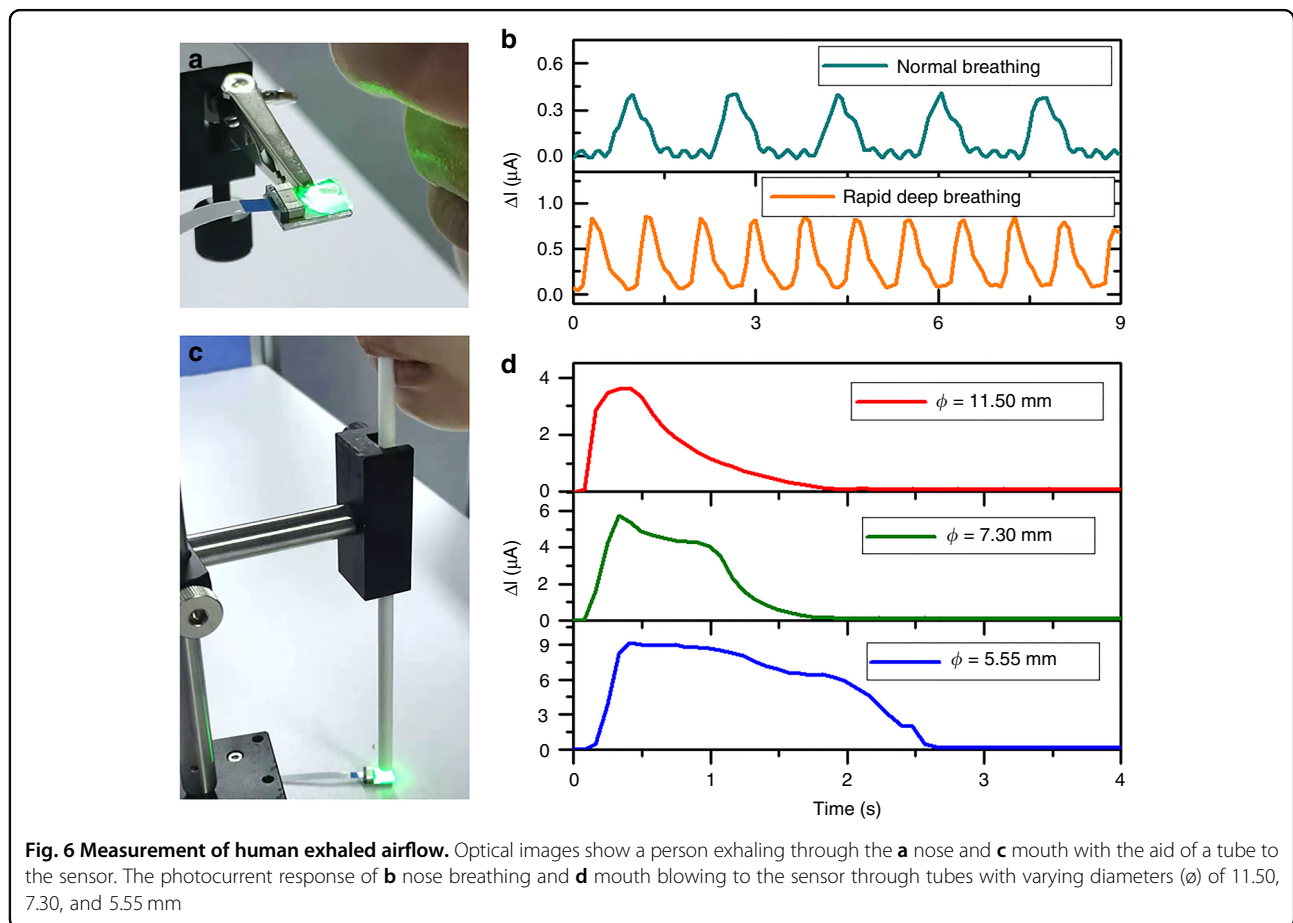 a
b
Normal breathing
0.6
0.3
0.0
Rapid deep breathing
1.0
0.5
0.0
ΔI (μA)
0 3 6 9
c
d
ϕ = 11.50 mm
4
2
0
ϕ = 7.30 mm
6
4
2
0
ΔI (μA)
ϕ = 5.55 mm
9
6
3
0
0 1 2 3 4
Time (s)
Fig. 6 Measurement of human exhaled airflow. Optical images show a person exhaling through the a nose and c mouth with the aid of a tube to
the sensor. The photocurrent response of b nose breathing and d mouth blowing to the sensor through tubes with varying diameters (ø) of 11.50,
7.30, and 5.55 mm